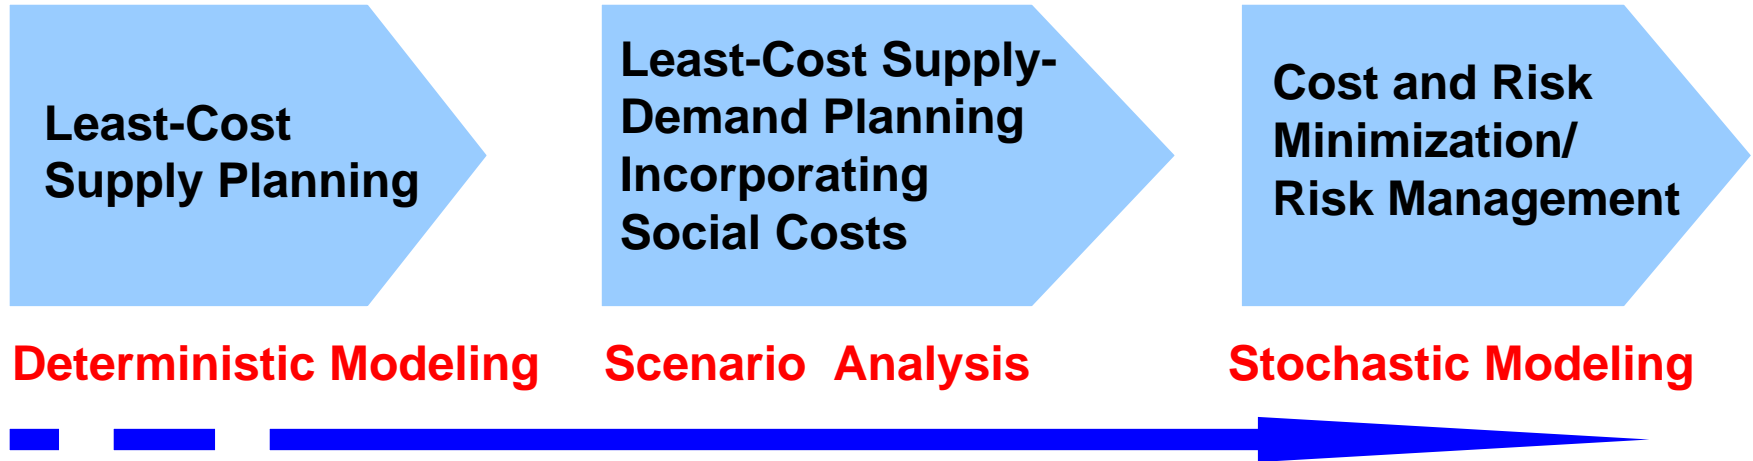 Least-Cost
Supply Planning
Least-Cost Supply-
Demand Planning
Incorporating
Social Costs
Cost and Risk
Minimization/
Risk Management
Deterministic Modeling
Scenario Analysis
Stochastic Modeling